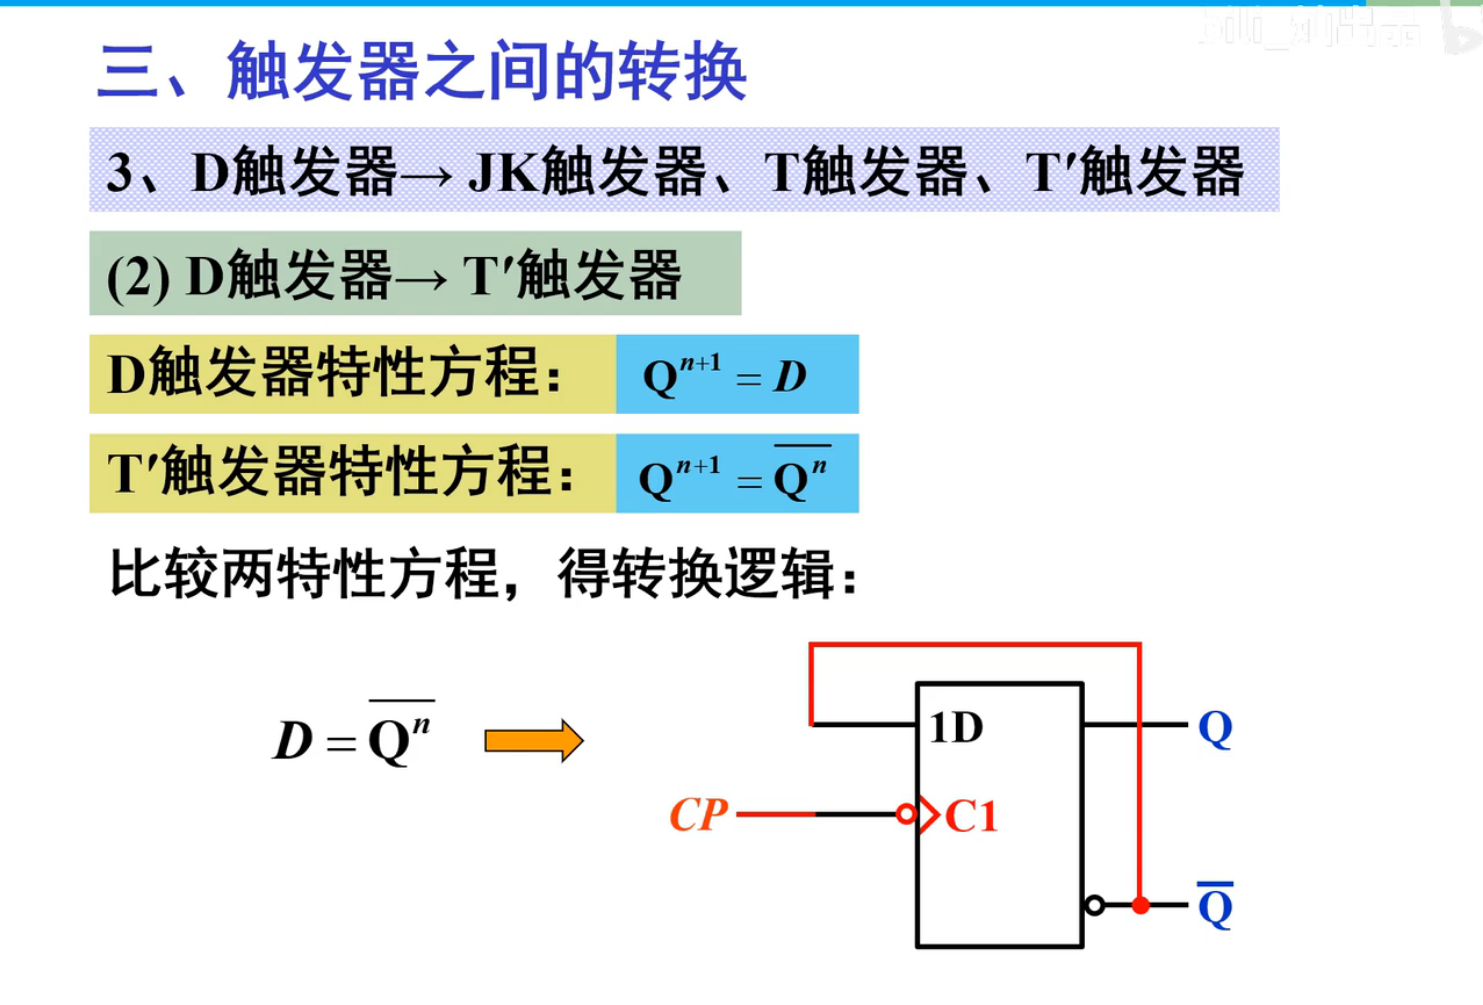 三、触发器之间的转换
3、D触发器→ JK触发器、T触发器、T′触发器
(2) D触发器→ T′触发器
D触发器特性方程： Qⁿ⁺¹ = D
T′触发器特性方程： Qⁿ⁺¹ = Q̅ⁿ̅
比较两特性方程，得转换逻辑：
D = Q̅ⁿ̅
1D
Q
CP
C1
Q̅